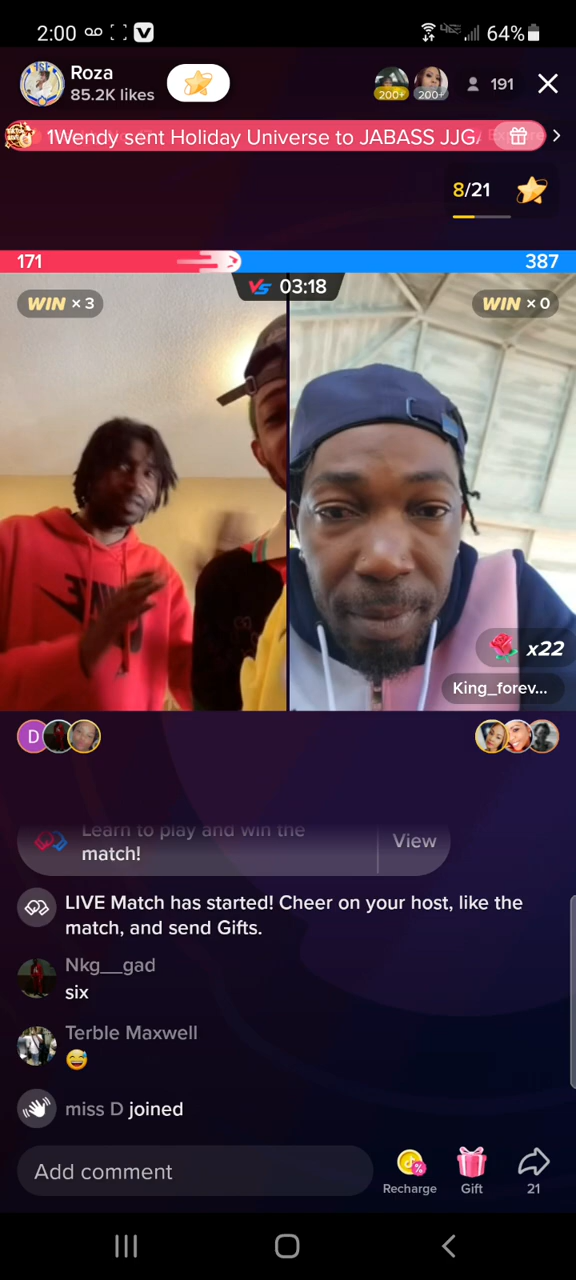 2:00
64%
Roza
85.2K likes
200+
200+
191
1Wendy sent Holiday Universe to JABASS JJG
8/21
171
387
VS 03:18
WIN × 3
WIN × 0
x22
King_forev...
D
Learn to play and win the
match!
View
LIVE Match has started! Cheer on your host, like the
match, and send Gifts.
Nkg__gad
six
Terble Maxwell
😅
miss D joined
Add comment
Recharge
Gift
21